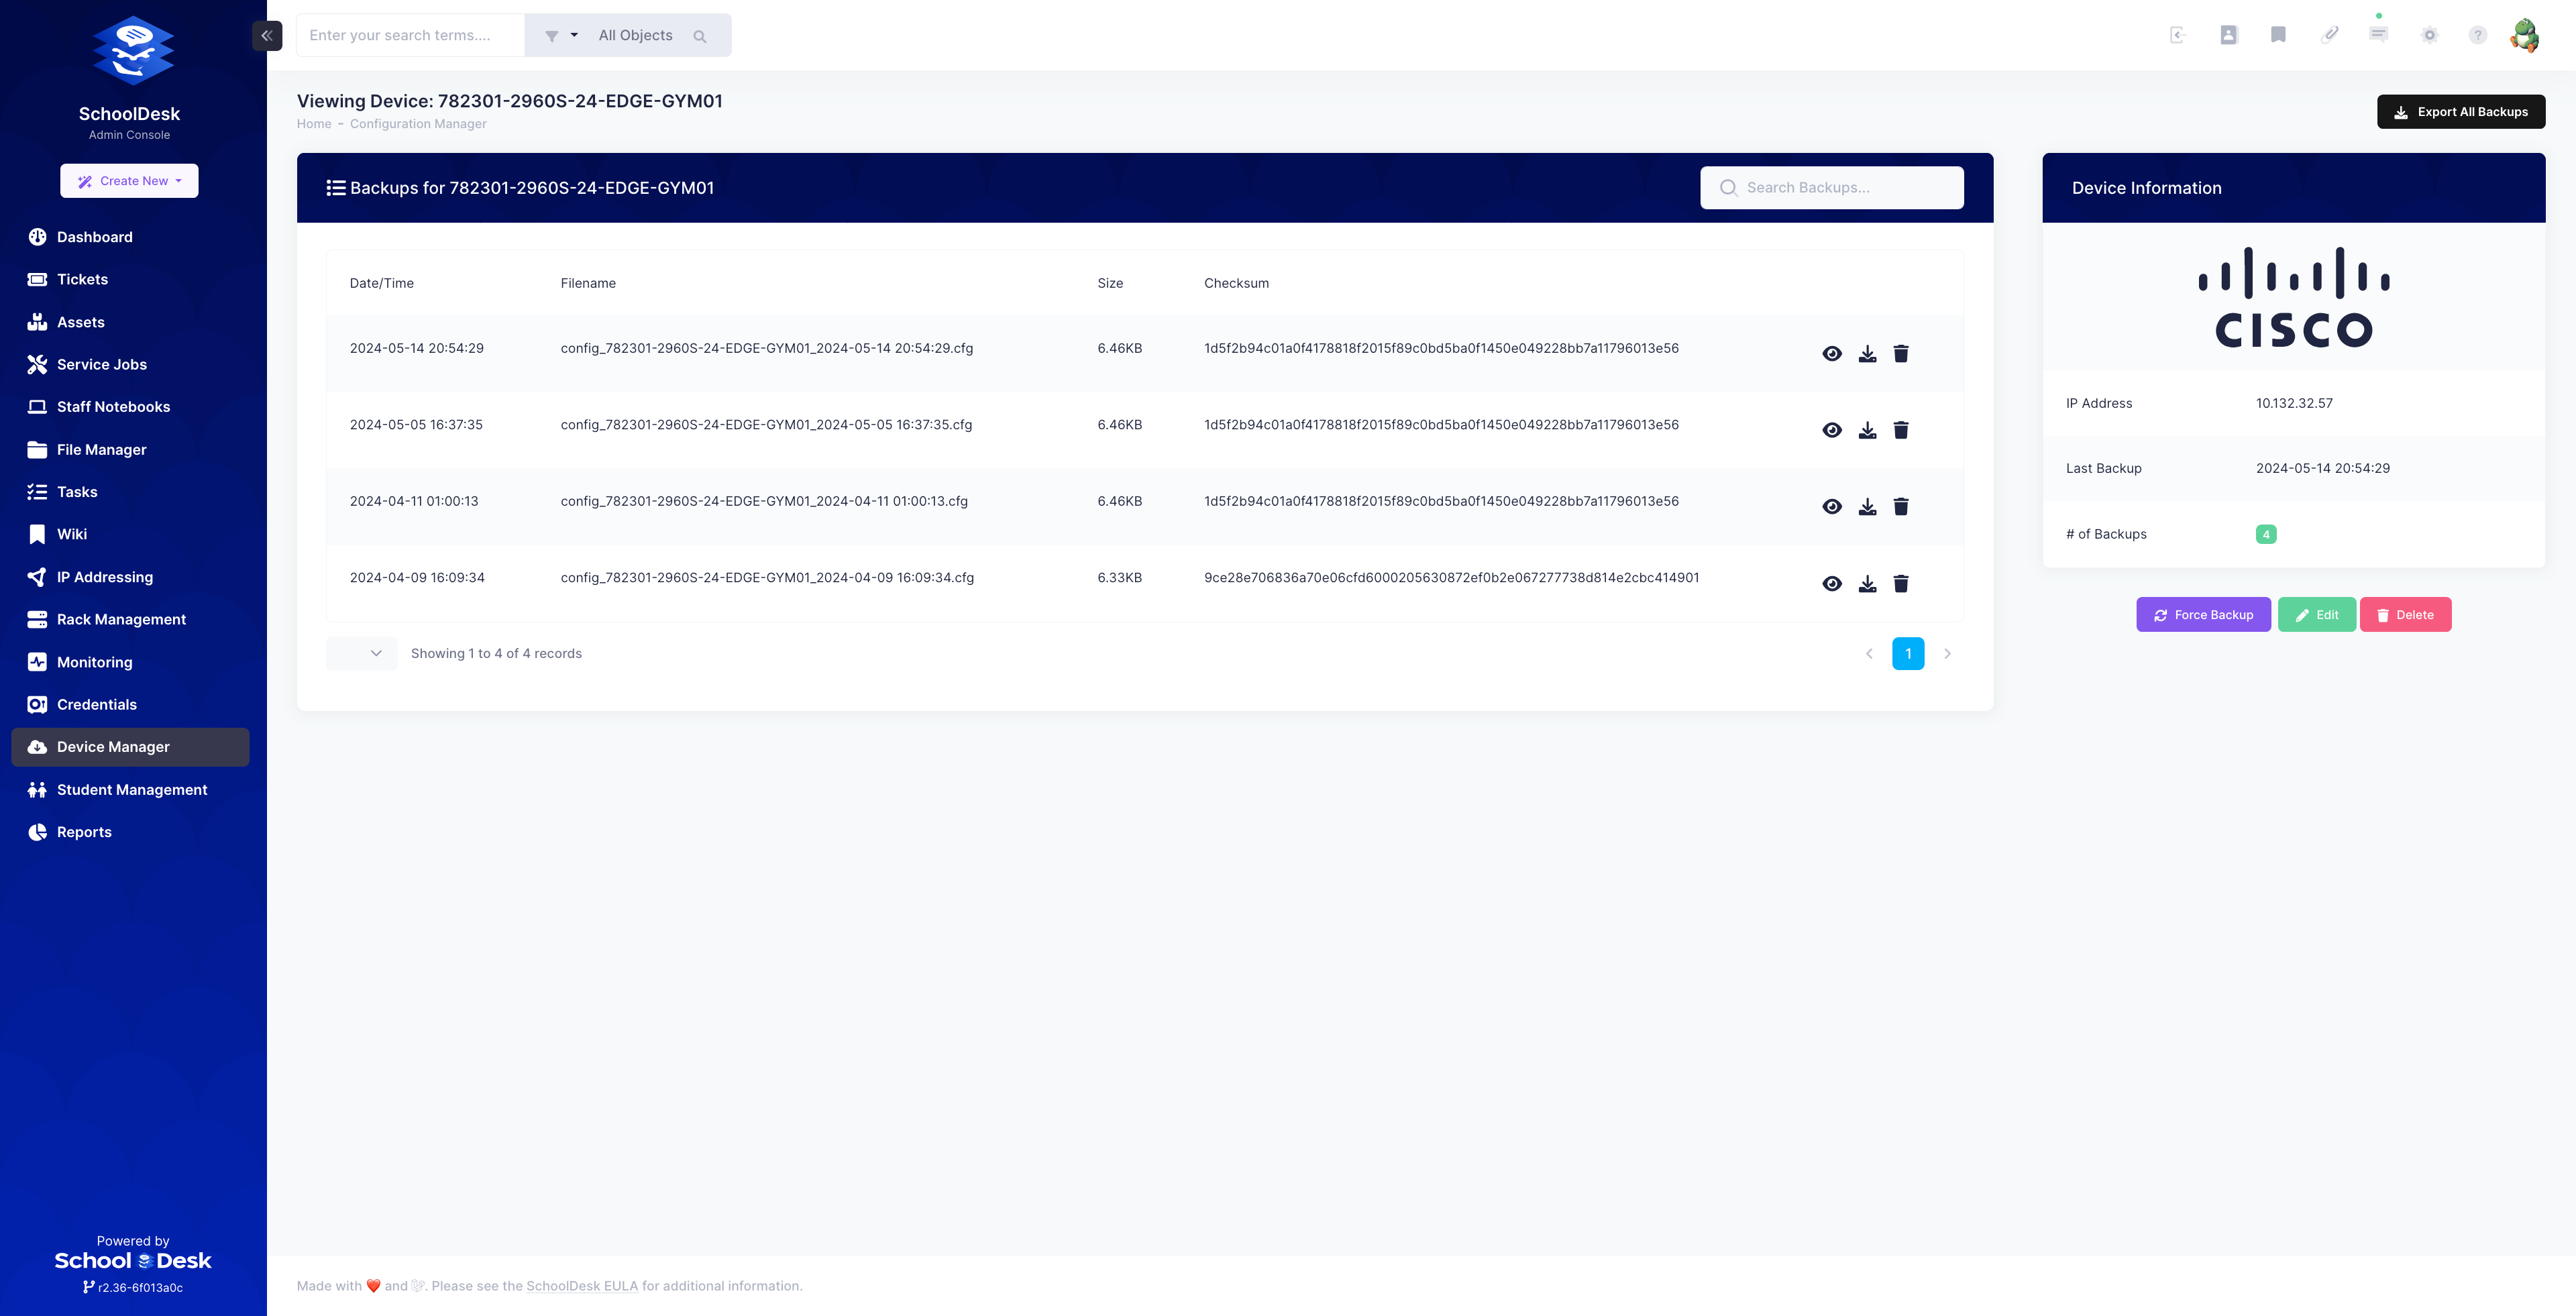 SchoolDesk
Admin Console
Create New
Dashboard
Tickets
Assets
Service Jobs
Staff Notebooks
File Manager
Tasks
Wiki
IP Addressing
Rack Management
Monitoring
Credentials
Device Manager
Student Management
Reports
Powered by
School Desk
r2.36-6f013a0c
Enter your search terms....
All Objects
Viewing Device: 782301-2960S-24-EDGE-GYM01
Home - Configuration Manager
Export All Backups
Backups for 782301-2960S-24-EDGE-GYM01
Search Backups...
Date/Time Filename Size Checksum
2024-05-14 20:54:29 config_782301-2960S-24-EDGE-GYM01_2024-05-14 20:54:29.cfg 6.46KB 1d5f2b94c01a0f4178818f2015f89c0bd5ba0f1450e049228bb7a11796013e56
2024-05-05 16:37:35 config_782301-2960S-24-EDGE-GYM01_2024-05-05 16:37:35.cfg 6.46KB 1d5f2b94c01a0f4178818f2015f89c0bd5ba0f1450e049228bb7a11796013e56
2024-04-11 01:00:13 config_782301-2960S-24-EDGE-GYM01_2024-04-11 01:00:13.cfg 6.46KB 1d5f2b94c01a0f4178818f2015f89c0bd5ba0f1450e049228bb7a11796013e56
2024-04-09 16:09:34 config_782301-2960S-24-EDGE-GYM01_2024-04-09 16:09:34.cfg 6.33KB 9ce28e706836a70e06cfd6000205630872ef0b2e067277738d814e2cbc414901
Showing 1 to 4 of 4 records
1
Device Information
CISCO
IP Address 10.132.32.57
Last Backup 2024-05-14 20:54:29
# of Backups 4
Force Backup
Edit
Delete
Made with ❤️ and 🕊. Please see the SchoolDesk EULA for additional information.